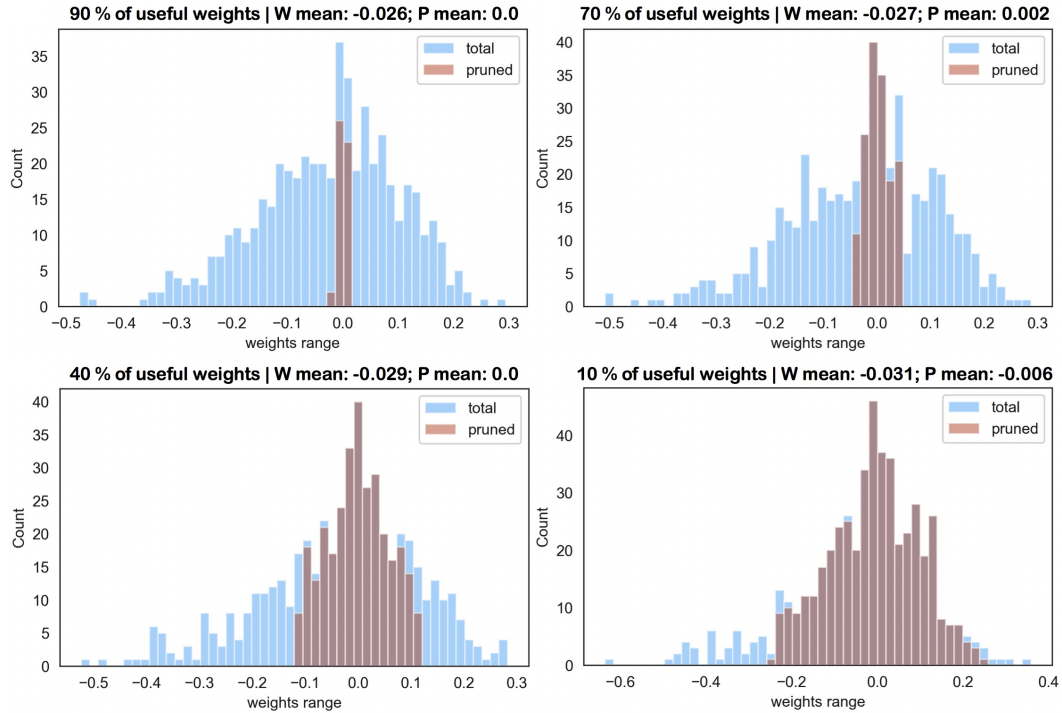 90 % of useful weights | W mean: -0.026; P mean: 0.0
total
pruned
35
30
25
20
15
10
5
0
Count
−0.5 −0.4 −0.3 −0.2 −0.1 0.0 0.1 0.2 0.3
weights range
70 % of useful weights | W mean: -0.027; P mean: 0.002
total
pruned
40
35
30
25
20
15
10
5
0
Count
−0.5 −0.4 −0.3 −0.2 −0.1 0.0 0.1 0.2 0.3
weights range
40 % of useful weights | W mean: -0.029; P mean: 0.0
total
pruned
40
35
30
25
20
15
10
5
0
Count
−0.5 −0.4 −0.3 −0.2 −0.1 0.0 0.1 0.2 0.3
weights range
10 % of useful weights | W mean: -0.031; P mean: -0.006
total
pruned
40
30
20
10
0
Count
−0.6 −0.4 −0.2 0.0 0.2 0.4
weights range